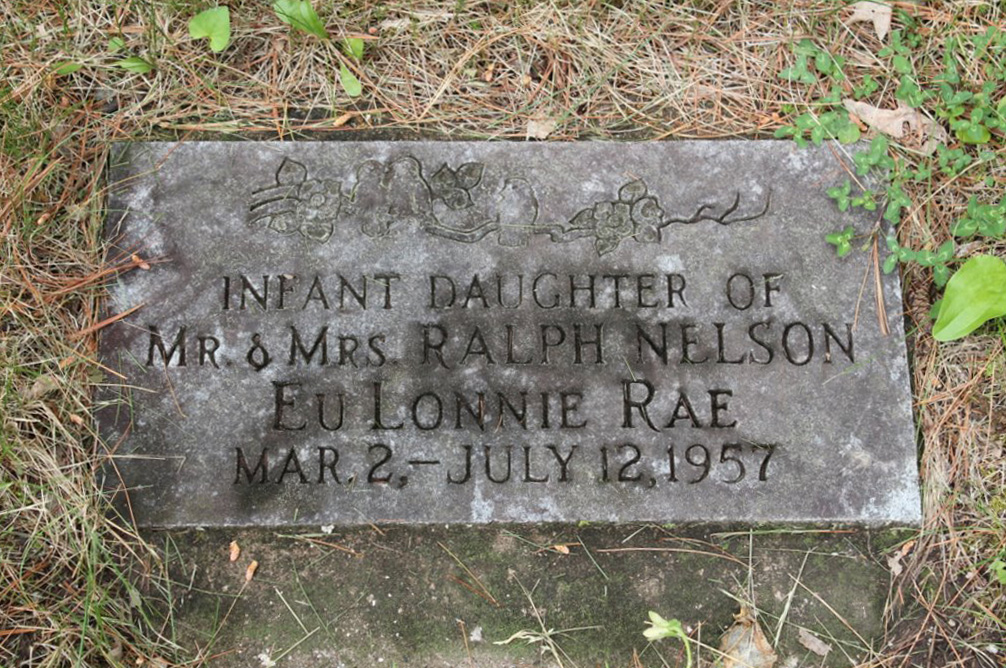 INFANT DAUGHTER OF
MR. & MRS. RALPH NELSON
EU LONNIE RAE
MAR. 2,-JULY 12, 1957